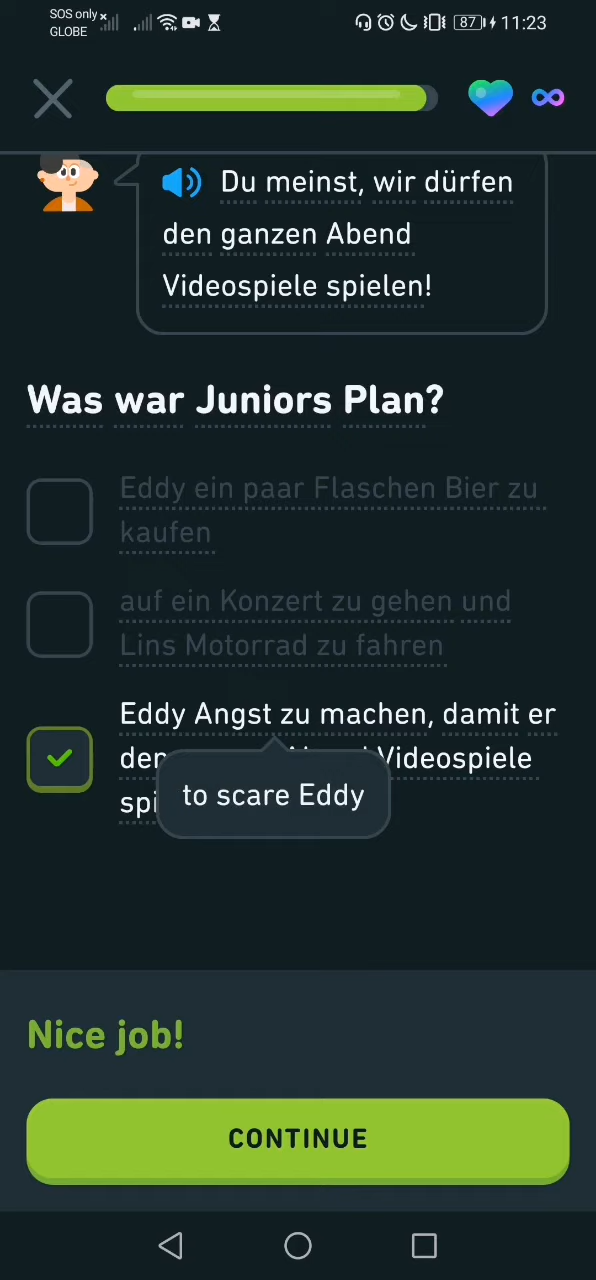 SOS only
GLOBE
87
11:23
Du meinst, wir dürfen
den ganzen Abend
Videospiele spielen!
Was war Juniors Plan?
Eddy ein paar Flaschen Bier zu
kaufen
auf ein Konzert zu gehen und
Lins Motorrad zu fahren
Eddy Angst zu machen, damit er
Videospiele
to scare Eddy
Nice job!
CONTINUE